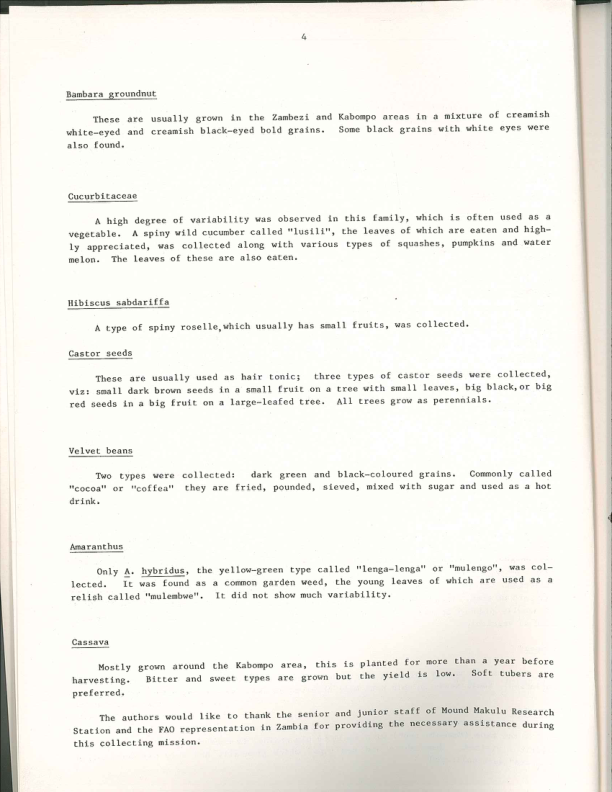 4
Bambara groundnut
These are usually grown in the Zambezi and Kabompo areas in a mixture of creamish
white-eyed and creamish black-eyed bold grains. Some black grains with white eyes were
also found.
Cucurbitaceae
A high degree of variability was observed in this family, which is often used as a
vegetable. A spiny wild cucumber called "lusili", the leaves of which are eaten and high-
ly appreciated, was collected along with various types of squashes, pumpkins and water
melon. The leaves of these are also eaten.
Hibiscus sabdariffa
A type of spiny roselle, which usually has small fruits, was collected.
Castor seeds
These are usually used as hair tonic; three types of castor seeds were collected,
viz: small dark brown seeds in a small fruit on a tree with small leaves, big black, or big
red seeds in a big fruit on a large-leafed tree. All trees grow as perennials.
Velvet beans
Two types were collected: dark green and black-coloured grains. Commonly called
"cocoa" or "coffea" they are fried, pounded, sieved, mixed with sugar and used as a hot
drink.
Amaranthus
Only A. hybridus, the yellow-green type called "lenga-lenga" or "mulengo", was col-
lected. It was found as a common garden weed, the young leaves of which are used as a
relish called "mulembwe". It did not show much variability.
Cassava
Mostly grown around the Kabompo area, this is planted for more than a year before
harvesting. Bitter and sweet types are grown but the yield is low. Soft tubers are
preferred.
The authors would like to thank the senior and junior staff of Mound Makulu Research
Station and the FAO representation in Zambia for providing the necessary assistance during
this collecting mission.